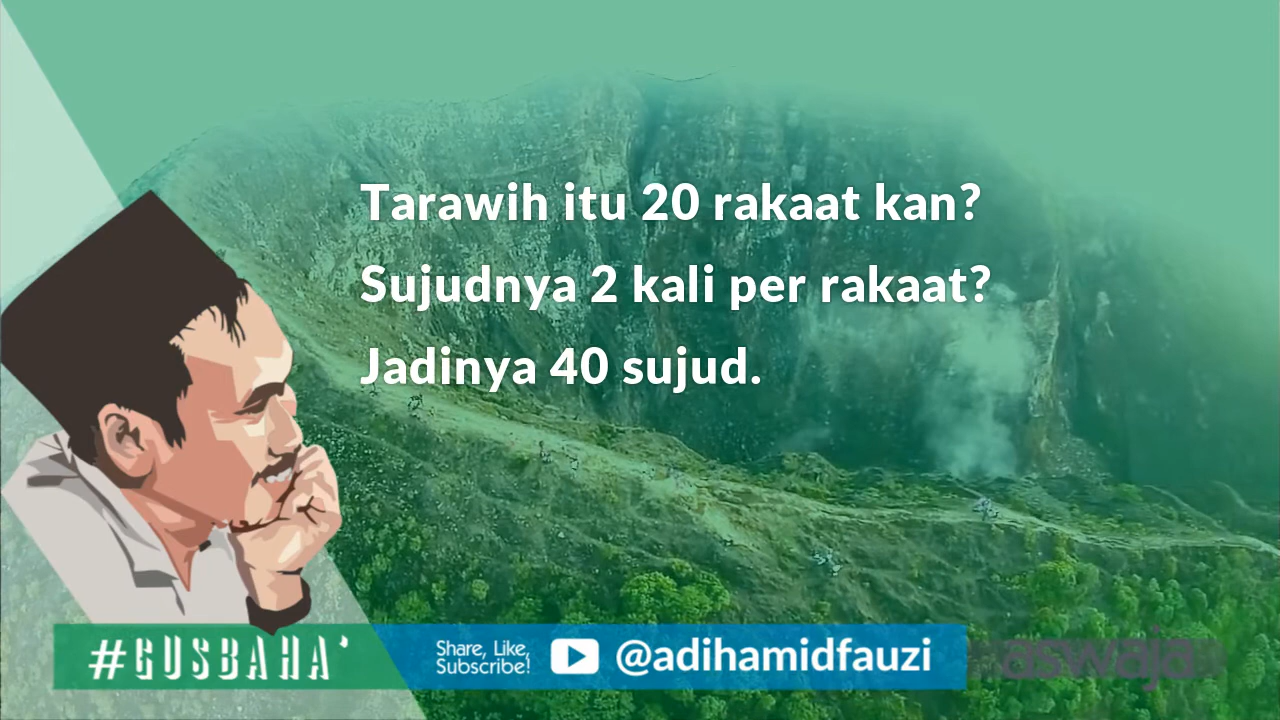 Tarawih itu 20 rakaat kan?
Sujudnya 2 kali per rakaat?
Jadinya 40 sujud.
#GUSBAHA'
Share, Like,
Subscribe!
@adihamidfauzi
aswaja